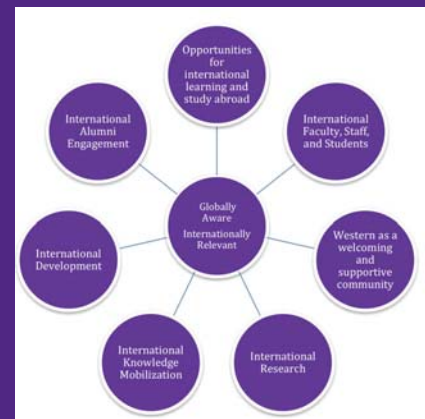 Opportunities
for
international
learning and
study abroad
International
Faculty, Staff,
and Students
Western as a
welcoming
and
supportive
community
International
Research
International
Knowledge
Mobilization
International
Development
International
Alumni
Engagement
Globally
Aware
Internationally
Relevant